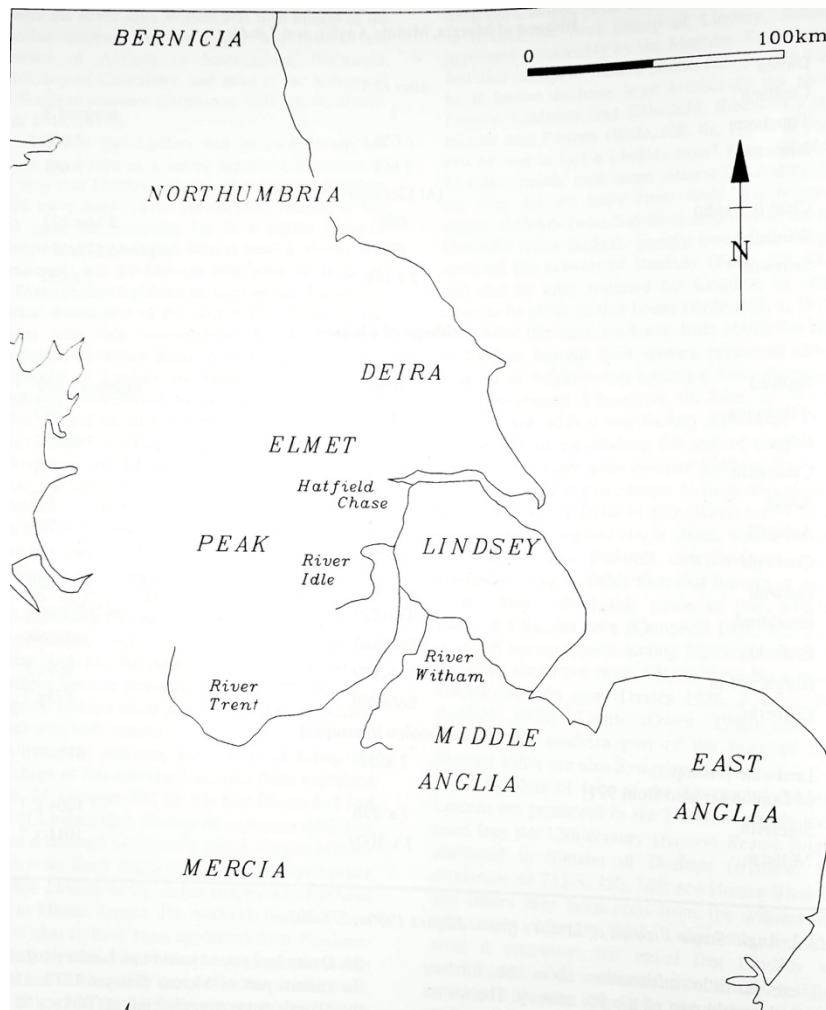 BERNICIA
0
100km
NORTHUMBRIA
N
DEIRA
ELMET
Hatfield
Chase
PEAK
LINDSEY
River
Idle
River
Trent
River
Witham
MIDDLE
ANGLIA
EAST
ANGLIA
MERCIA